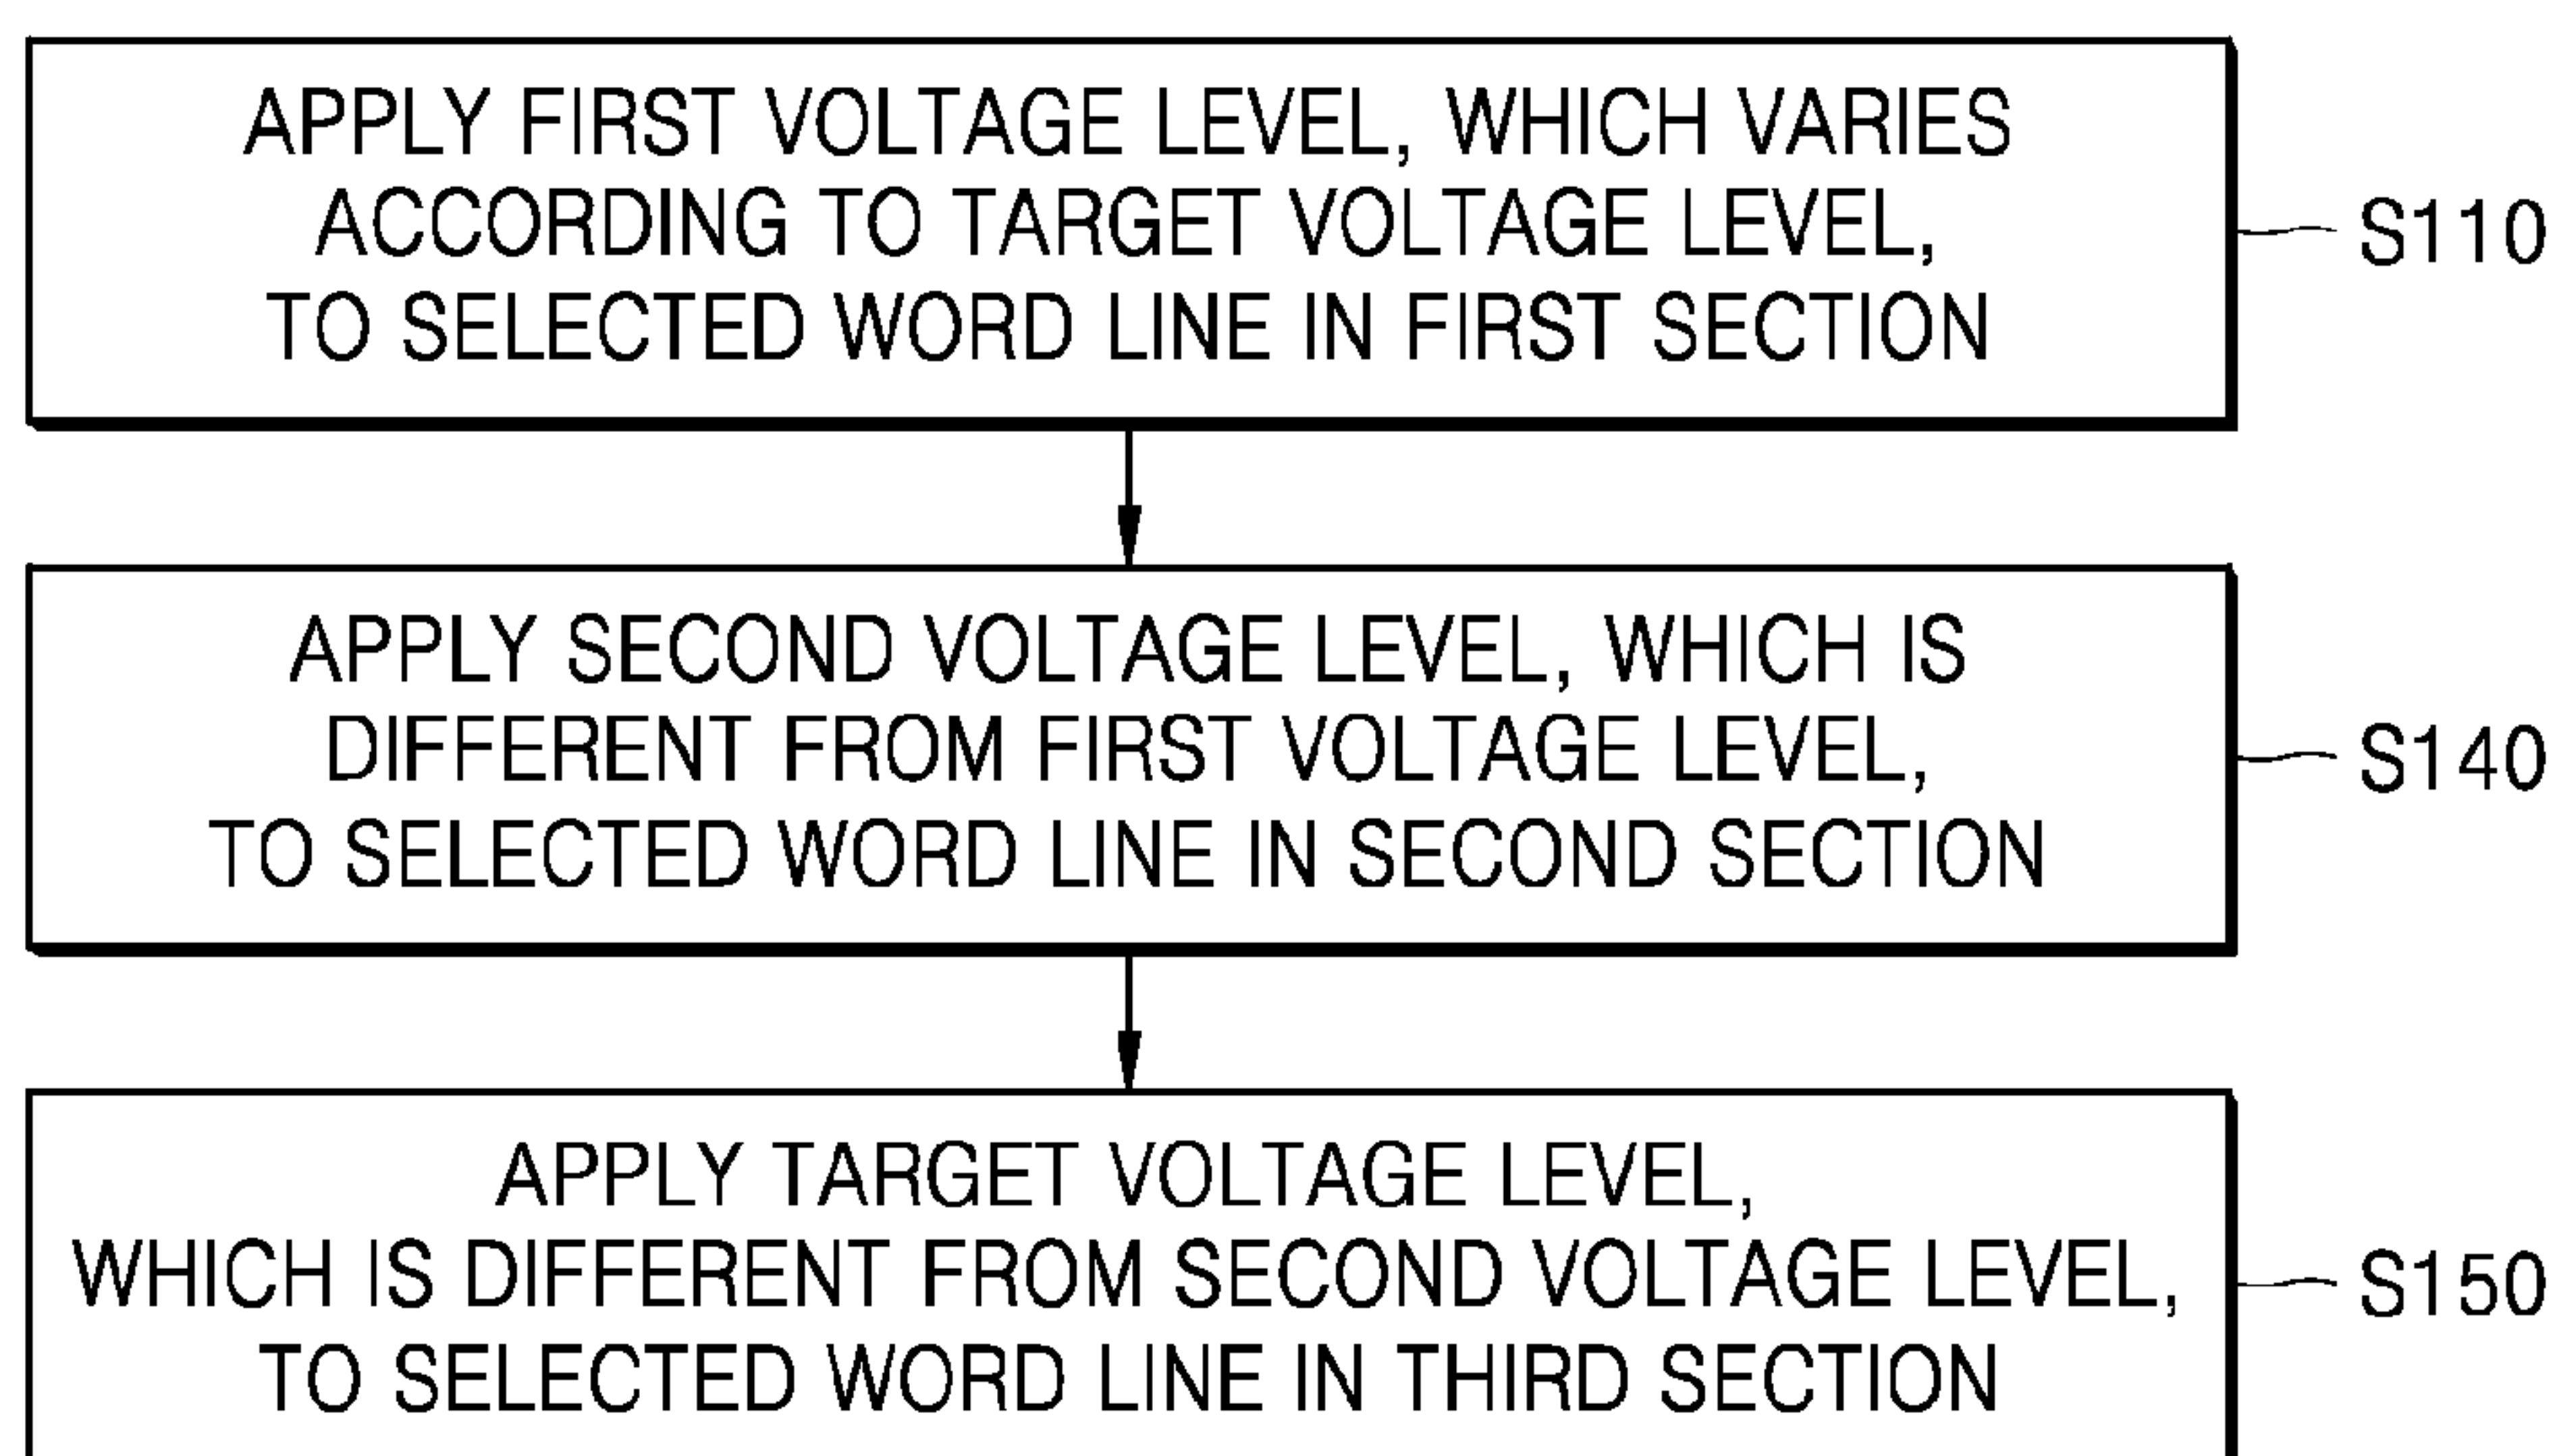 APPLY FIRST VOLTAGE LEVEL, WHICH VARIES
ACCORDING TO TARGET VOLTAGE LEVEL,
TO SELECTED WORD LINE IN FIRST SECTION
S110
APPLY SECOND VOLTAGE LEVEL, WHICH IS
DIFFERENT FROM FIRST VOLTAGE LEVEL,
TO SELECTED WORD LINE IN SECOND SECTION
S140
APPLY TARGET VOLTAGE LEVEL,
WHICH IS DIFFERENT FROM SECOND VOLTAGE LEVEL,
TO SELECTED WORD LINE IN THIRD SECTION
S150